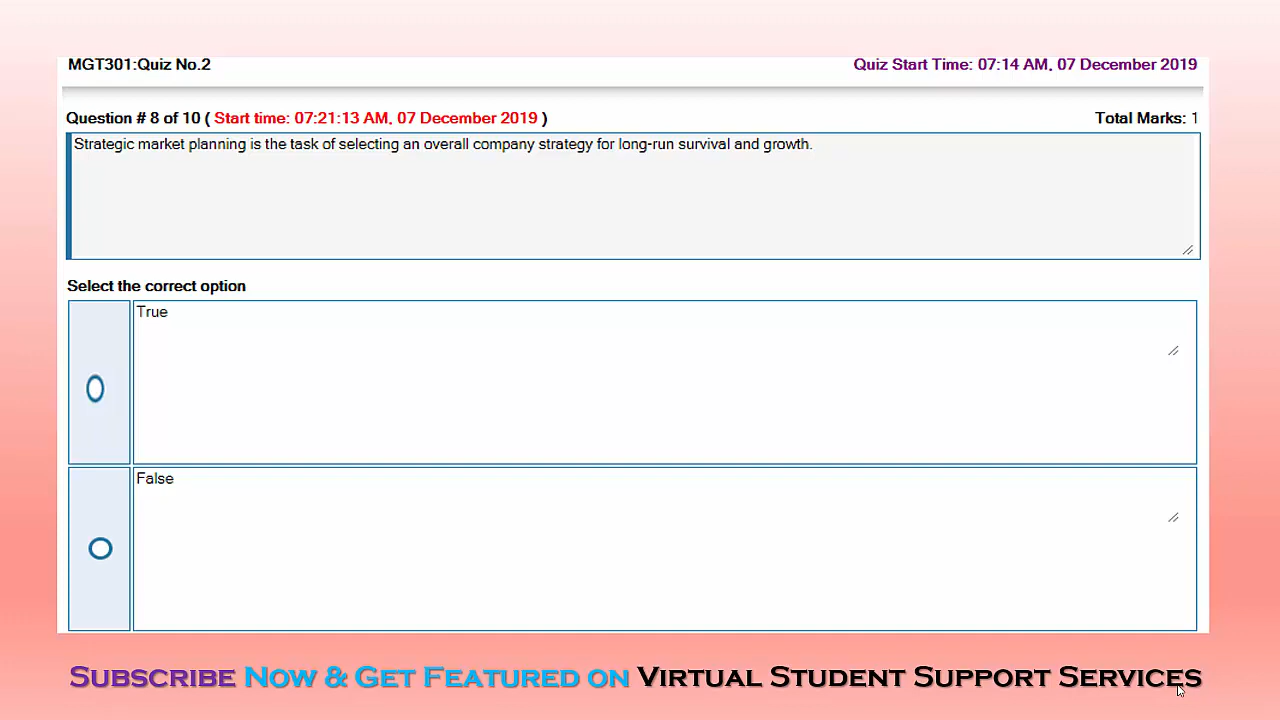 MGT301:Quiz No.2
Quiz Start Time: 07:14 AM, 07 December 2019
Question # 8 of 10 ( Start time: 07:21:13 AM, 07 December 2019 )
Total Marks: 1
Strategic market planning is the task of selecting an overall company strategy for long-run survival and growth.
Select the correct option
True
False
Subscribe Now & Get Featured on Virtual Student Support Services